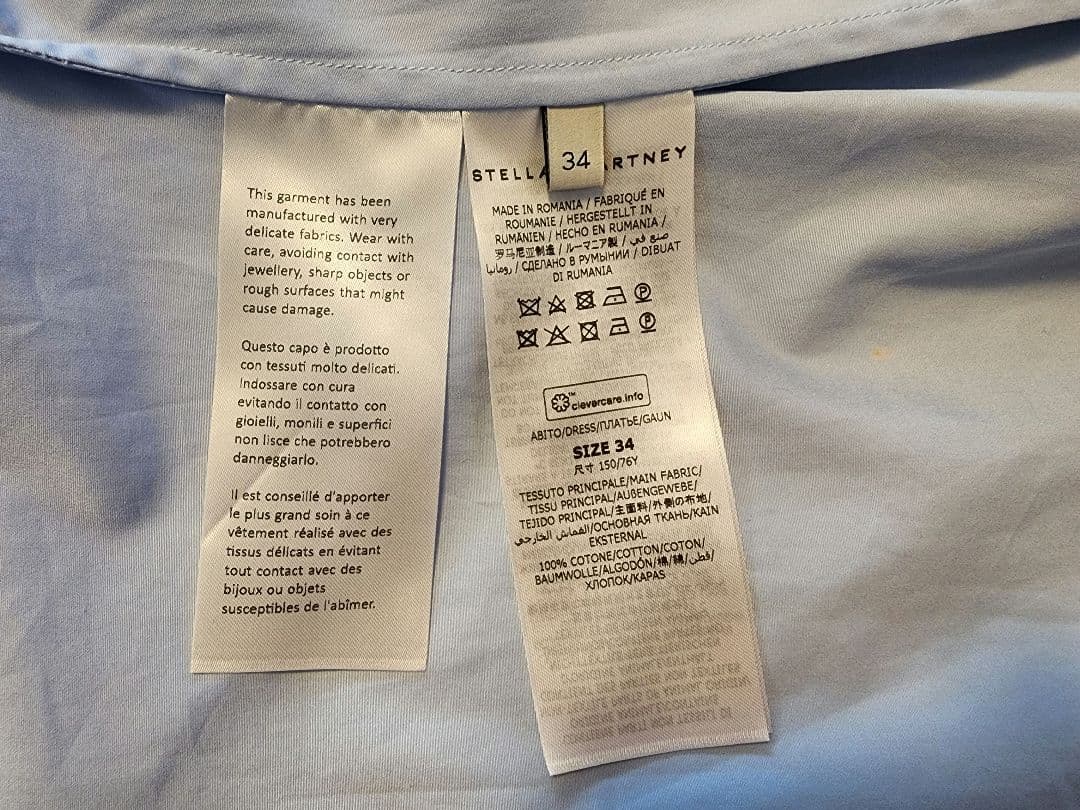 This garment has been
manufactured with very
delicate fabrics. Wear with
care, avoiding contact with
jewellery, sharp objects or
rough surfaces that might
cause damage.
Questo capo è prodotto
con tessuti molto delicati.
Indossare con cura
evitando il contatto con
gioielli, monili e superfici
non lisce che potrebbero
danneggiarlo.
Il est conseillé d'apporter
le plus grand soin à ce
vêtement réalisé avec des
tissus délicats en évitant
tout contact avec des
bijoux ou objets
susceptibles de l'abîmer.
34
STELLA ARTNEY
MADE IN ROMANIA / FABRIQUÉ EN
ROUMANIE / HERGESTELLT IN
RUMÄNIEN / HECHO EN RUMANIA /
罗马尼亚制造 / ルーマニア製 / صنع في
رومانيا / СДЕЛАНО В РУМЫНИИ / DIBUAT
DI RUMANIA
P
P
™
clevercare.info
ABITO/DRESS/ПЛАТЬЕ/GAUN
SIZE 34
尺寸 150/76Y
TESSUTO PRINCIPALE/MAIN FABRIC/
TISSU PRINCIPAL/AUßENGEWEBE/
TEJIDO PRINCIPAL/主面料/外側の布地/
القماش الخارجي/ОСНОВНАЯ ТКАНЬ/KAIN
EKSTERNAL
100% COTONE/COTTON/COTON/
BAUMWOLLE/ALGODÓN/棉/綿/قطن/
ХЛОПОК/KAPAS